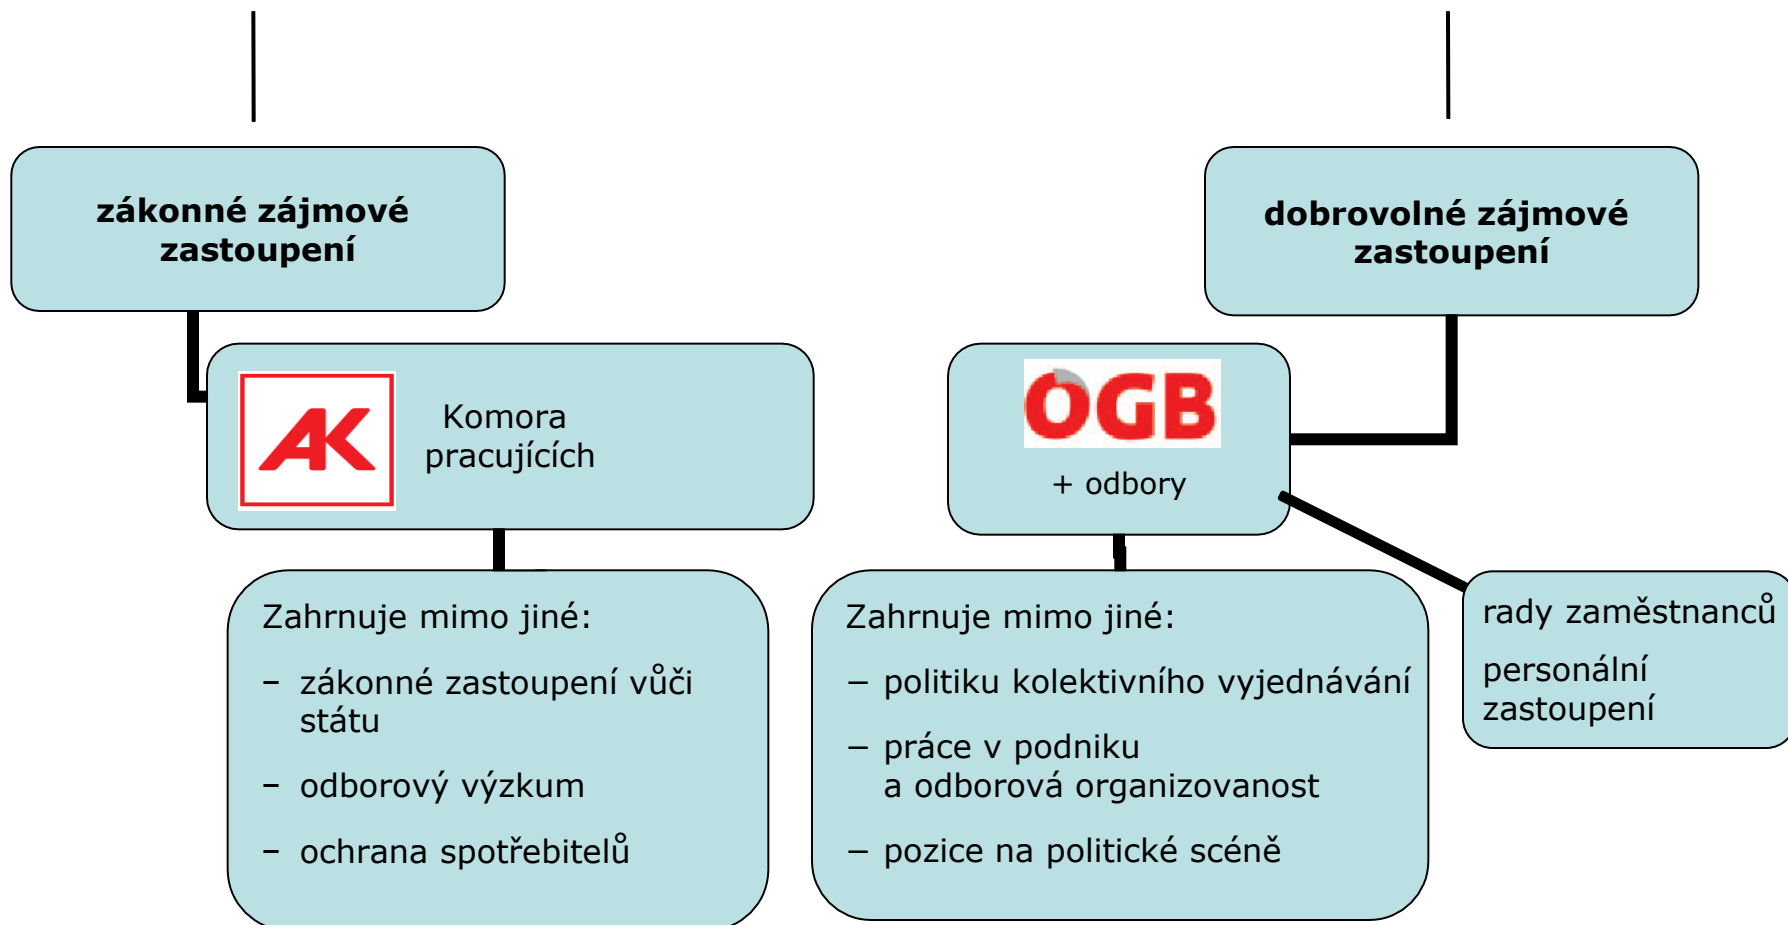 zákonné zájmové
zastoupení
dobrovolné zájmové
zastoupení
AK
Komora
pracujících
ÖGB
+ odbory
Zahrnuje mimo jiné:
– zákonné zastoupení vůči
státu
– odborový výzkum
– ochrana spotřebitelů
Zahrnuje mimo jiné:
– politiku kolektivního vyjednávání
– práce v podniku
a odborová organizovanost
– pozice na politické scéně
rady zaměstnanců
personální
zastoupení